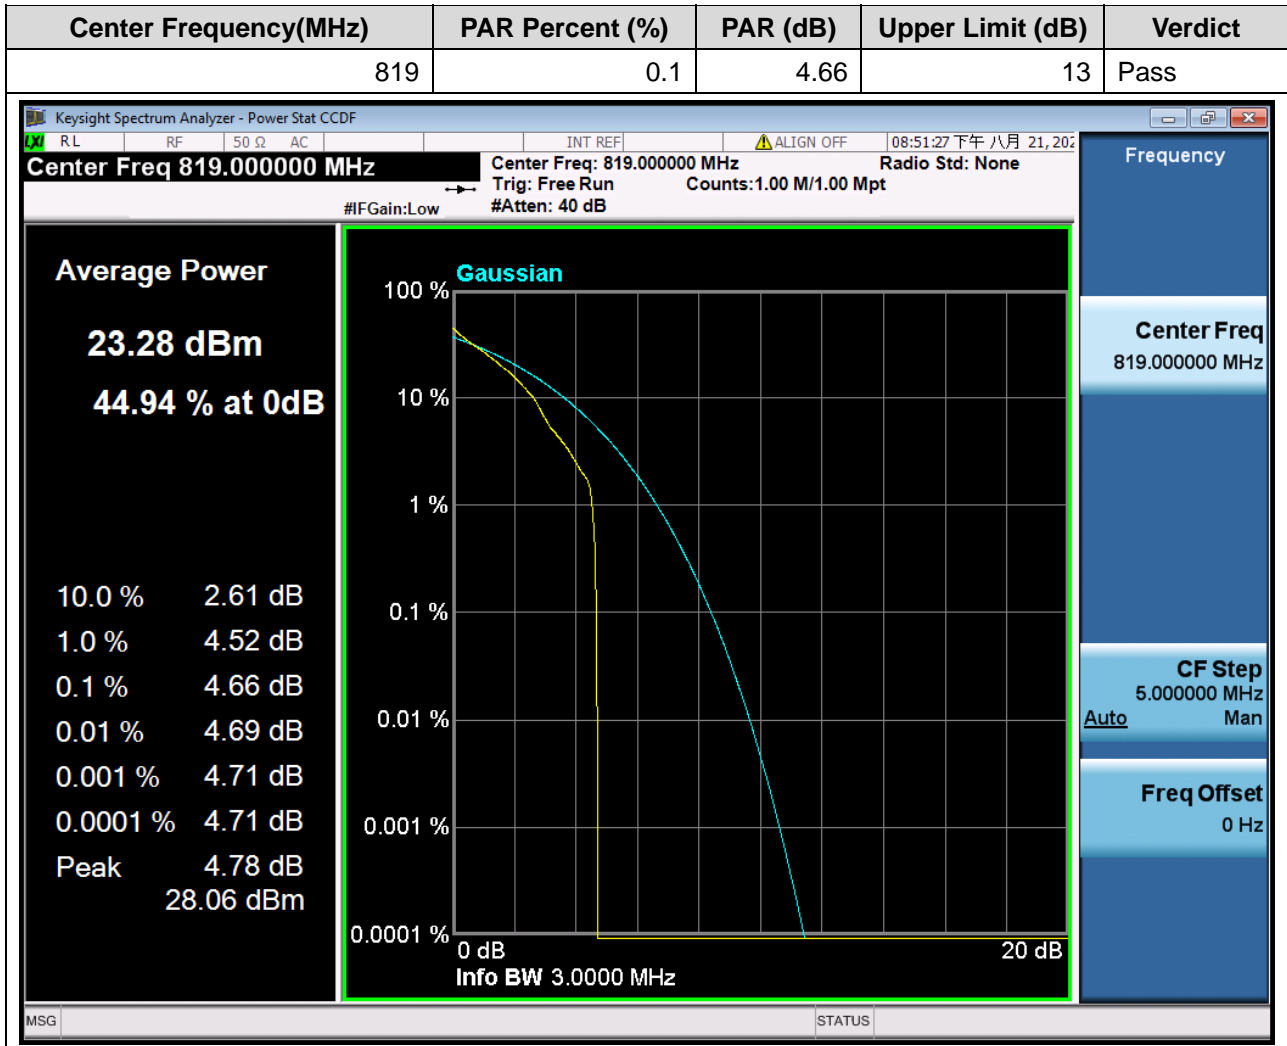 Center Frequency(MHz) PAR Percent (%) PAR (dB) Upper Limit (dB) Verdict
819 0.1 4.66 13 Pass
Keysight Spectrum Analyzer - Power Stat CCDF
LXI RL RF 50 Ω AC INT REF ALIGN OFF 08:51:27 下午 八月 21, 202
Center Freq 819.000000 MHz
Center Freq: 819.000000 MHz Radio Std: None
Trig: Free Run Counts:1.00 M/1.00 Mpt
#IFGain:Low #Atten: 40 dB
Frequency
Average Power
23.28 dBm
44.94 % at 0dB
10.0 % 2.61 dB
1.0 % 4.52 dB
0.1 % 4.66 dB
0.01 % 4.69 dB
0.001 % 4.71 dB
0.0001 % 4.71 dB
Peak 4.78 dB
28.06 dBm
Gaussian
100 %
10 %
1 %
0.1 %
0.01 %
0.001 %
0.0001 %
0 dB 20 dB
Info BW 3.0000 MHz
Center Freq
819.000000 MHz
CF Step
5.000000 MHz
Auto Man
Freq Offset
0 Hz
MSG STATUS